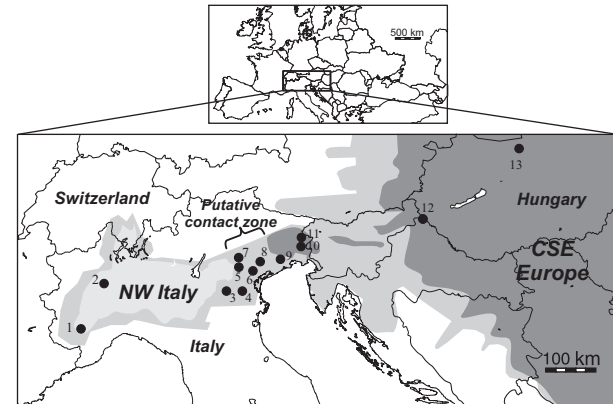 500 km
13
Switzerland
Putative
contact zone
Hungary
12
11
10
7
8
9
5
6
CSE
Europe
2
NW Italy
3
4
1
Italy
100 km